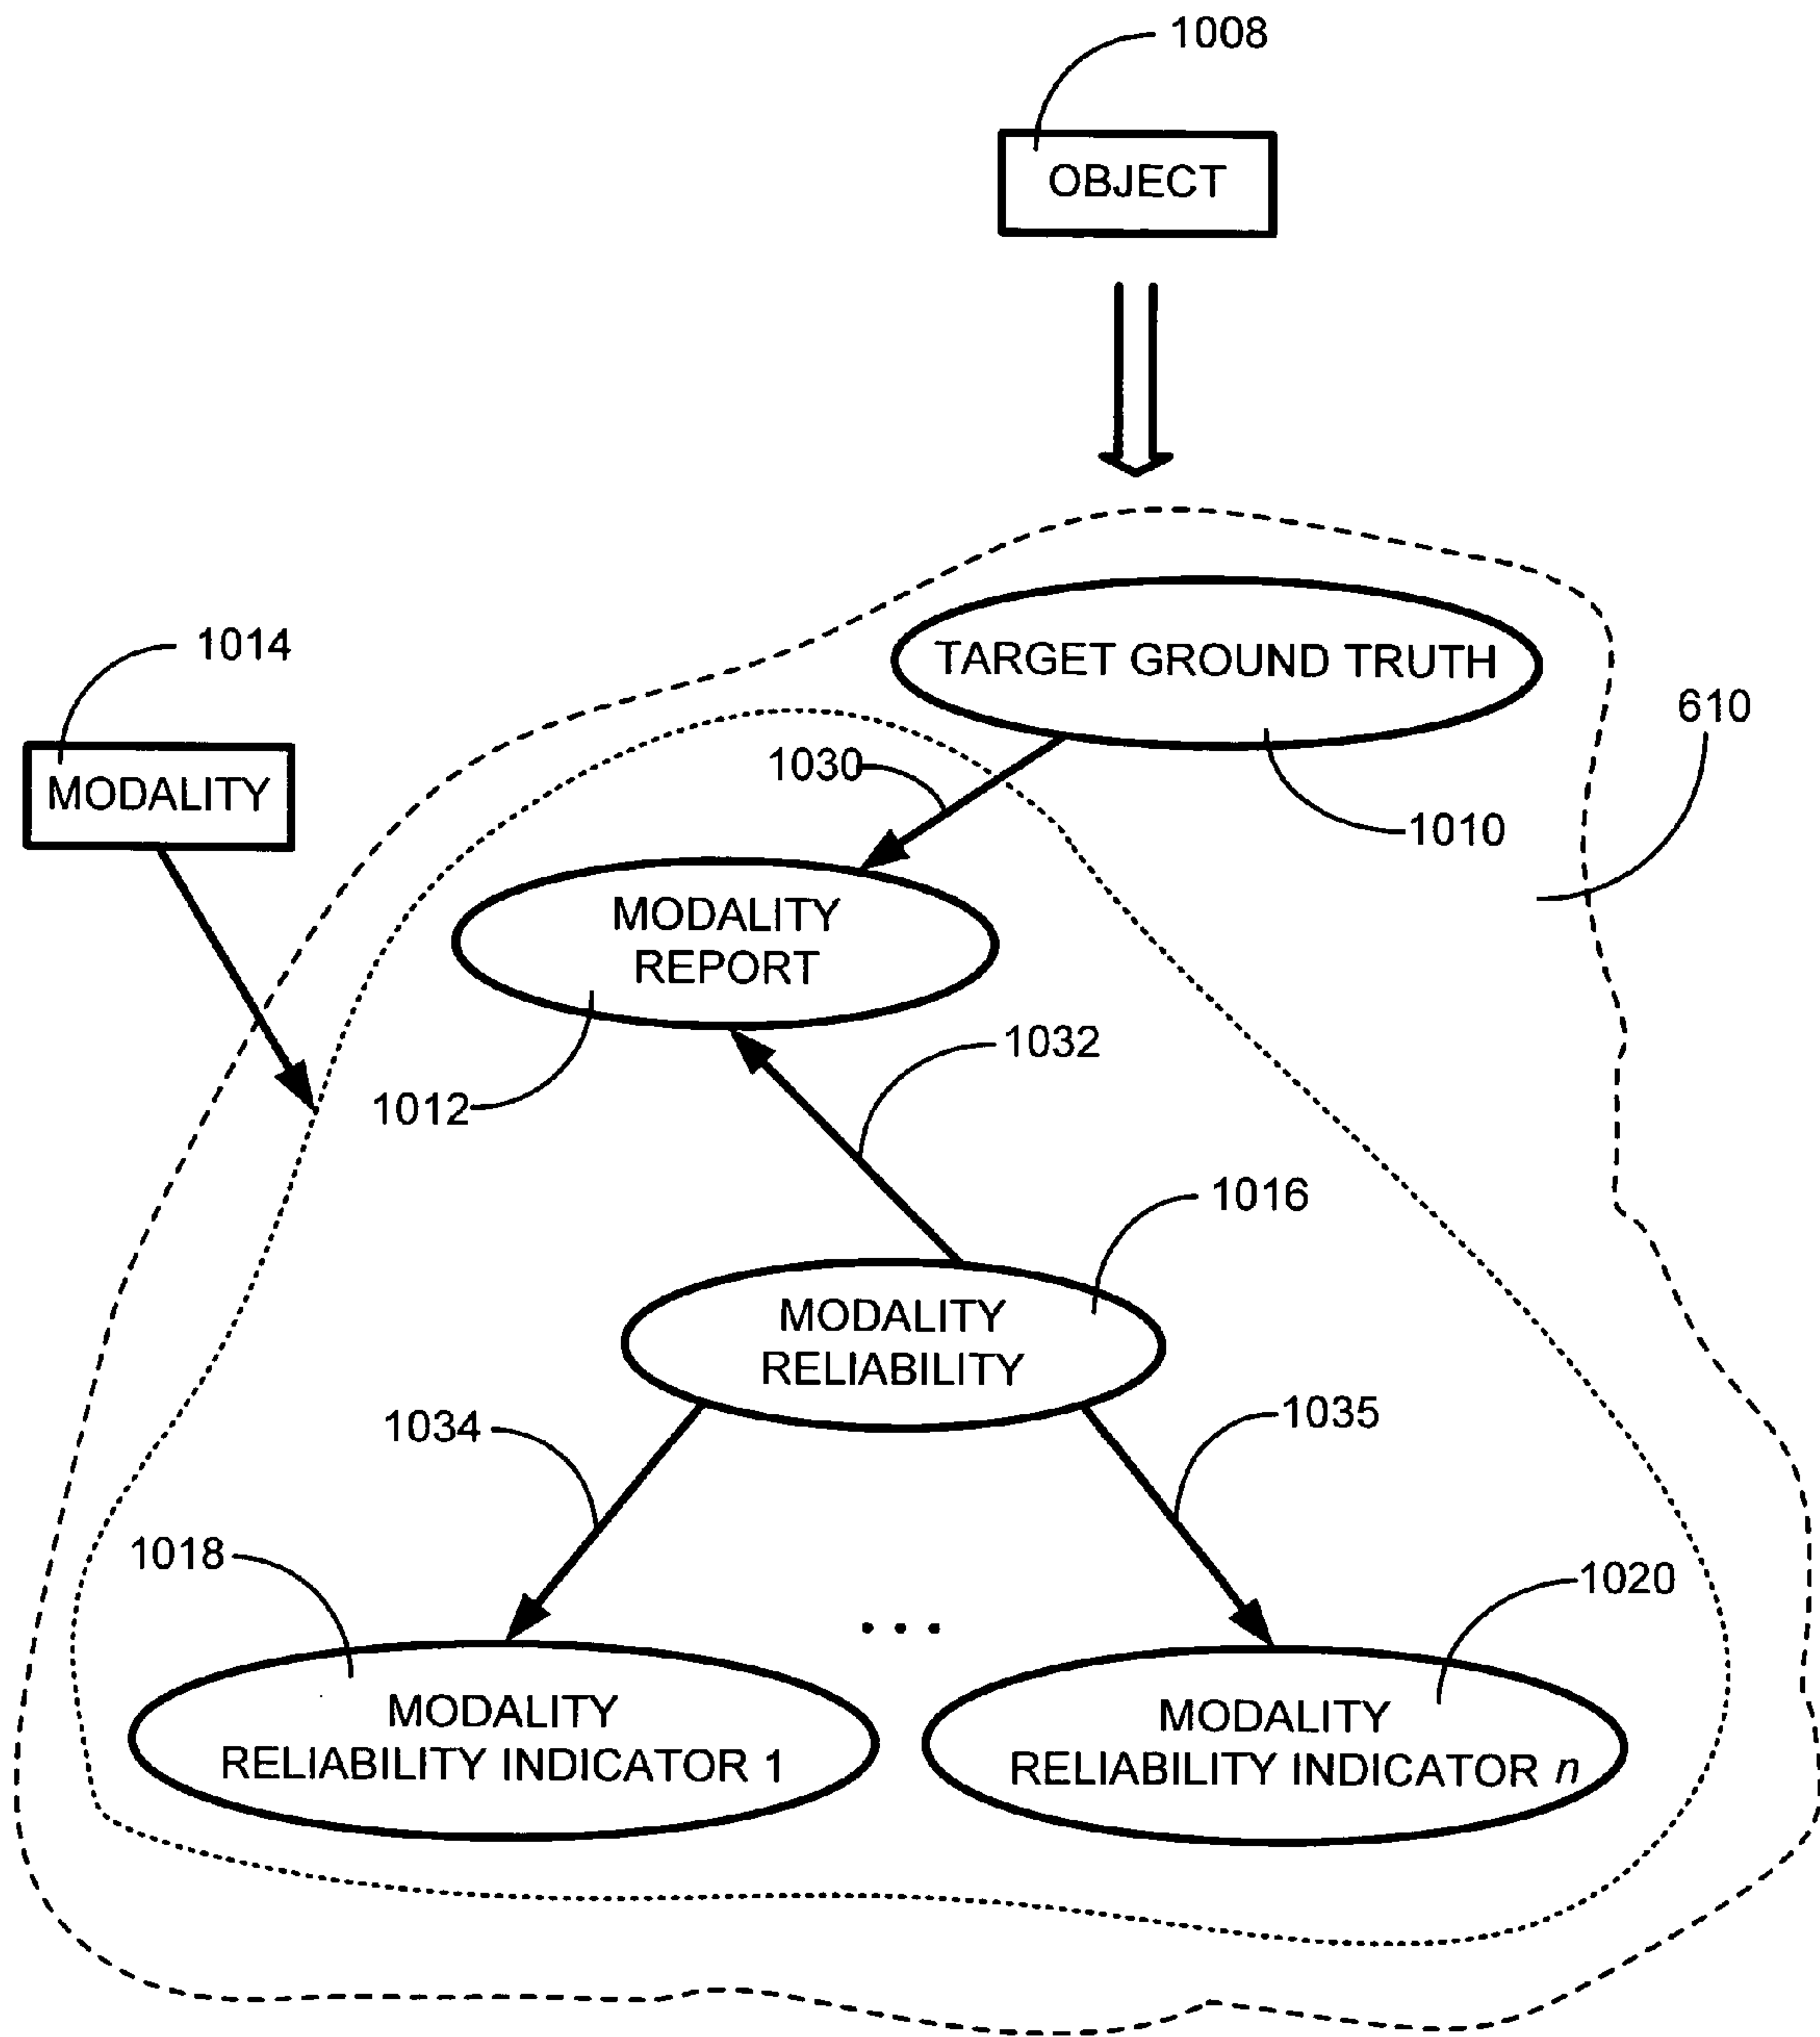 1008
OBJECT
TARGET GROUND TRUTH
1014
610
MODALITY
1030
1010
MODALITY
REPORT
1032
1012
1016
MODALITY
RELIABILITY
1034
1035
1018
1020
...
MODALITY
RELIABILITY INDICATOR 1
MODALITY
RELIABILITY INDICATOR n